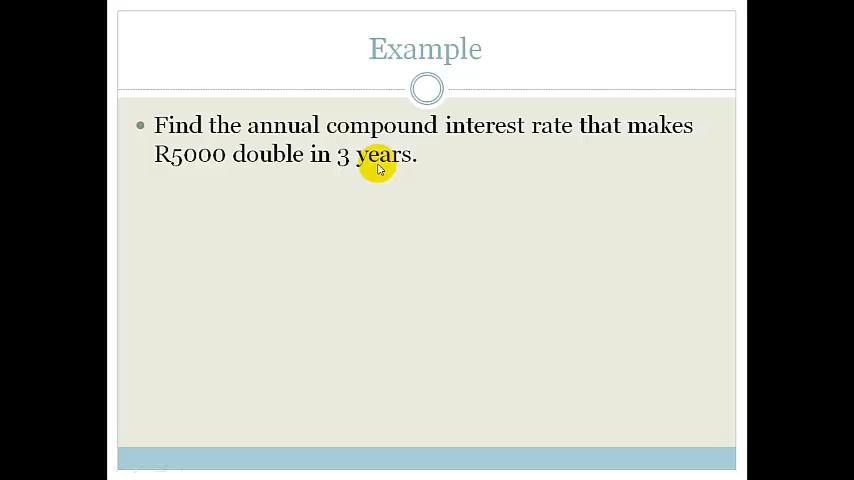 Example
Find the annual compound interest rate that makes
R5000 double in 3 years.